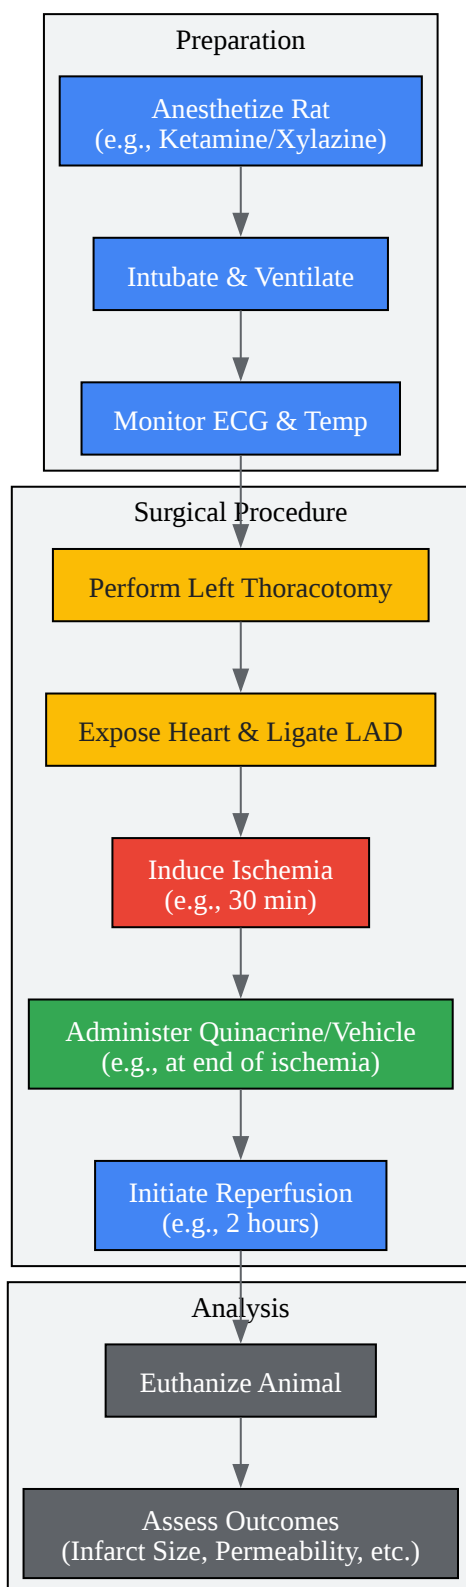 Preparation
Anesthetize Rat
(e.g., Ketamine/Xylazine)
Intubate & Ventilate
Monitor ECG & Temp
Surgical Procedure
Perform Left Thoracotomy
Expose Heart & Ligate LAD
Induce Ischemia
(e.g., 30 min)
Administer Quinacrine/Vehicle
(e.g., at end of ischemia)
Initiate Reperfusion
(e.g., 2 hours)
Analysis
Euthanize Animal
Assess Outcomes
(Infarct Size, Permeability, etc.)